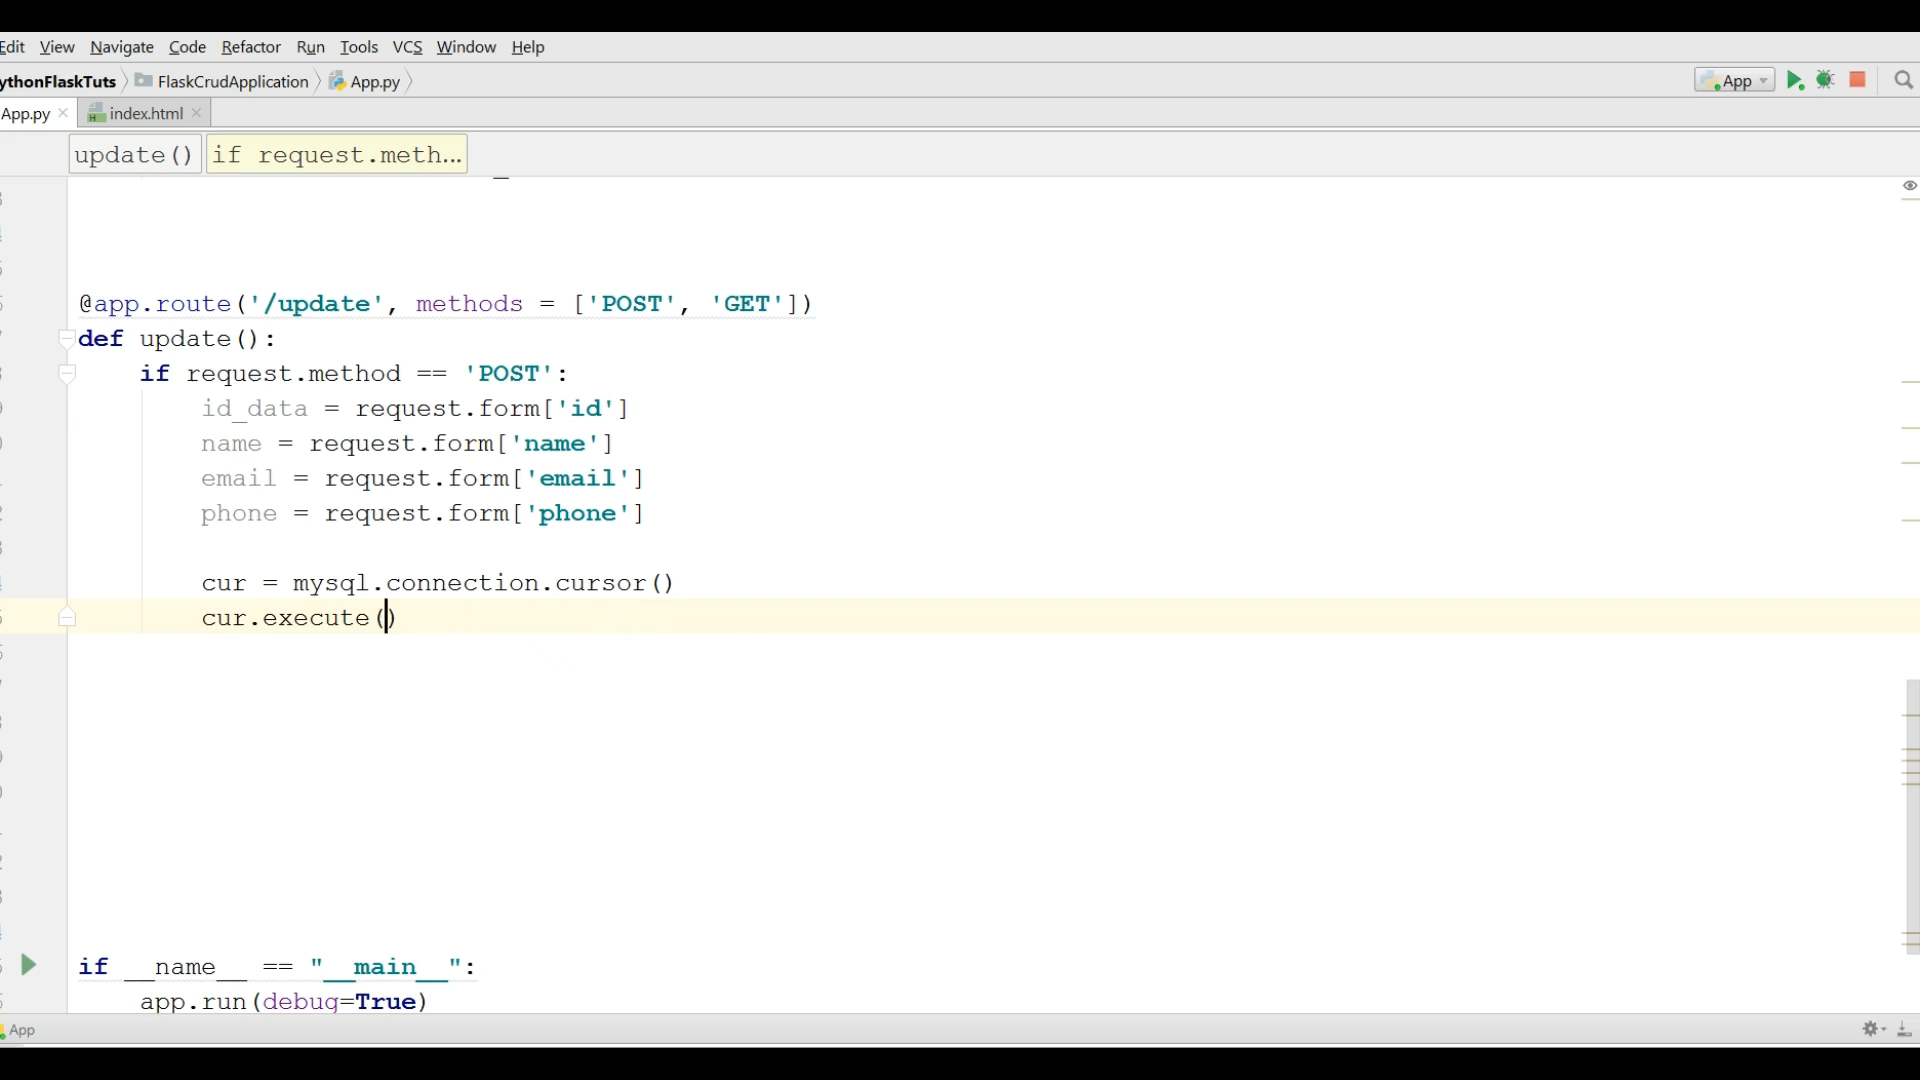 Edit View Navigate Code Refactor Run Tools VCS Window Help
ythonFlaskTuts FlaskCrudApplication App.py App
App.py index.html
update() if request.meth...
@app.route('/update', methods = ['POST', 'GET'])
def update():
if request.method == 'POST':
id_data = request.form['id']
name = request.form['name']
email = request.form['email']
phone = request.form['phone']
cur = mysql.connection.cursor()
cur.execute()
if __name__ == "__main__":
app.run(debug=True)
App